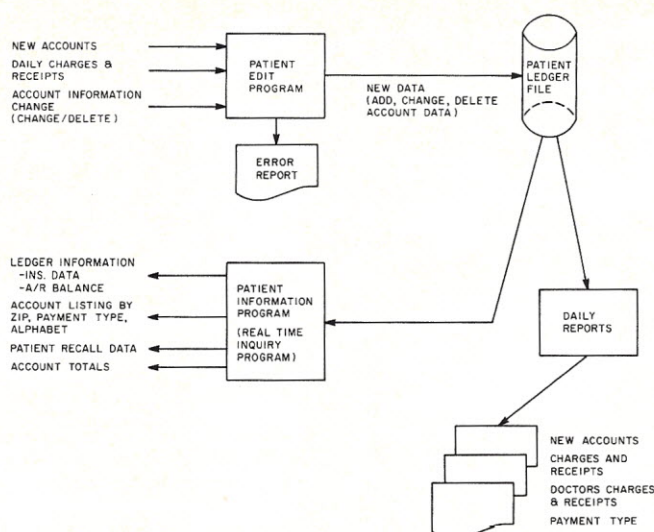 NEW ACCOUNTS
DAILY CHARGES &
RECEIPTS
ACCOUNT INFORMATION
CHANGE
(CHANGE/DELETE)
PATIENT
EDIT
PROGRAM
NEW DATA
(ADD, CHANGE, DELETE
ACCOUNT DATA)
PATIENT
LEDGER
FILE
ERROR
REPORT
LEDGER INFORMATION
-INS. DATA
-A/R BALANCE
ACCOUNT LISTING BY
ZIP, PAYMENT TYPE,
ALPHABET
PATIENT RECALL DATA
ACCOUNT TOTALS
PATIENT
INFORMATION
PROGRAM
(REAL TIME
INQUIRY
PROGRAM)
DAILY
REPORTS
NEW ACCOUNTS
CHARGES AND
RECEIPTS
DOCTORS CHARGES
& RECEIPTS
PAYMENT TYPE